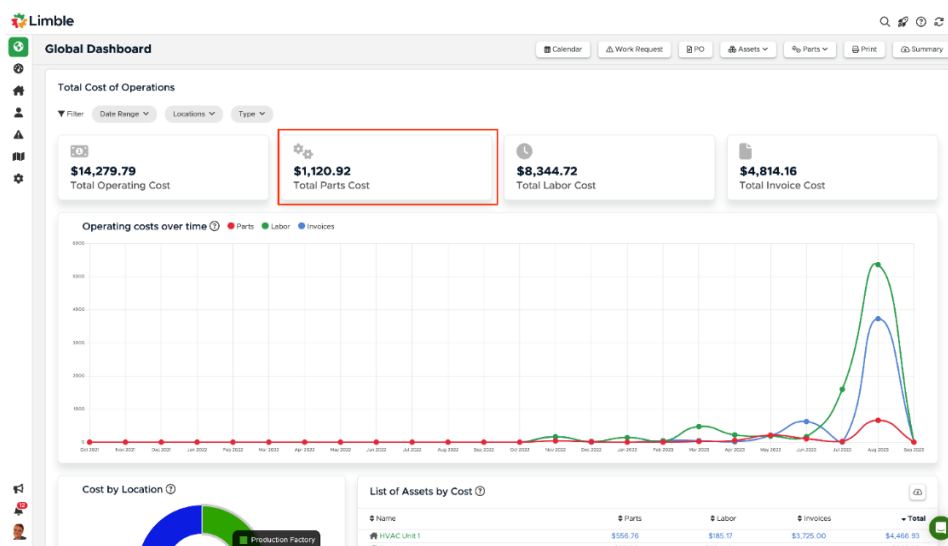 Limble
Global Dashboard
Calendar
Work Request
PO
Assets
Parts
Print
Summary
Total Cost of Operations
Filter
Date Range
Locations
Type
$14,279.79
Total Operating Cost
$1,120.92
Total Parts Cost
$8,344.72
Total Labor Cost
$4,814.16
Total Invoice Cost
Operating costs over time
Parts
Labor
Invoices
6000
5000
4000
3000
2000
1000
0
Oct 2021
Nov 2021
Dec 2021
Jan 2022
Feb 2022
Mar 2022
Apr 2022
May 2022
Jun 2022
Jul 2022
Aug 2022
Sep 2022
Oct 2022
Nov 2022
Dec 2022
Jan 2023
Feb 2023
Mar 2023
Apr 2023
May 2023
Jun 2023
Jul 2023
Aug 2023
Sep 2023
Cost by Location
Production Factory
List of Assets by Cost
Name
Parts
Labor
Invoices
Total
HVAC Unit 1
$556.76
$185.17
$3,725.00
$4,466.93
12